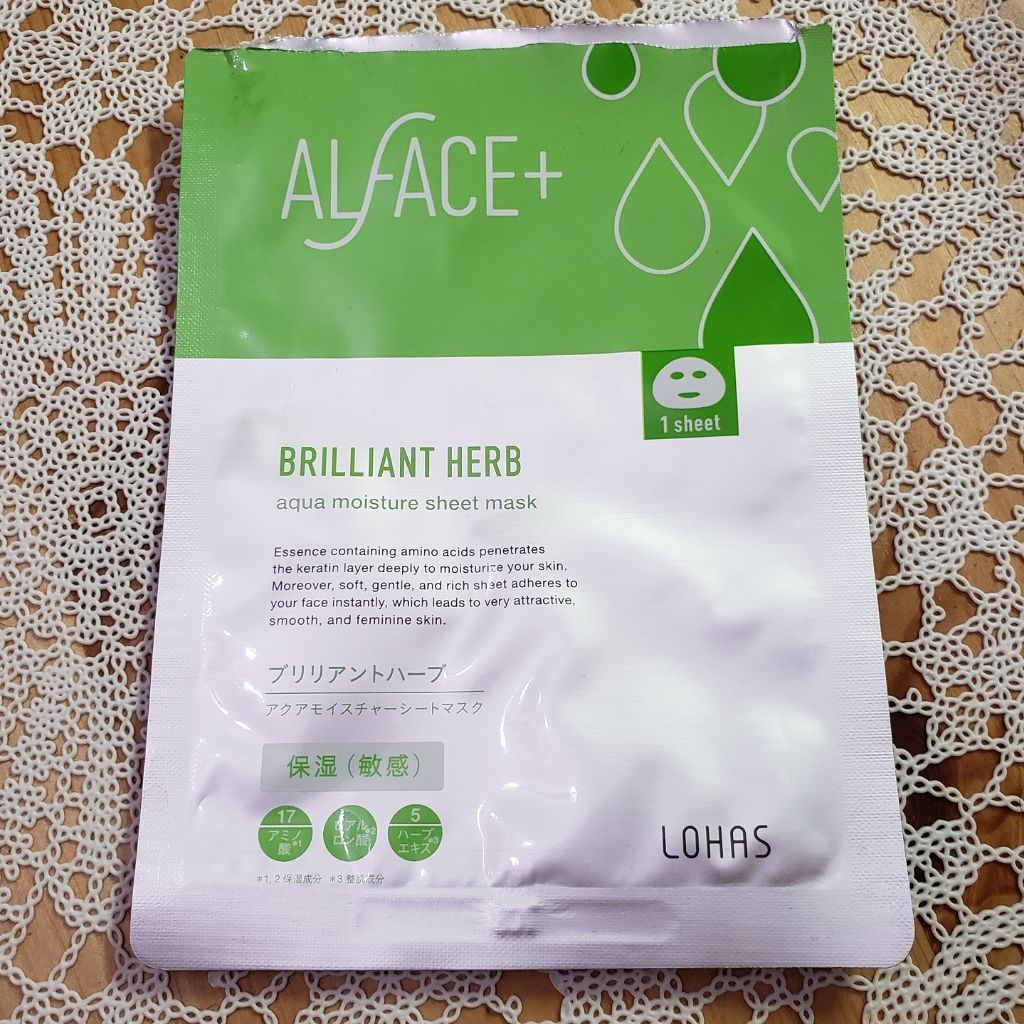 ALFACE+
1 sheet
BRILLIANT HERB
aqua moisture sheet mask
Essence containing amino acids penetrates
the keratin layer deeply to moisturize your skin.
Moreover, soft, gentle, and rich sheet adheres to
your face instantly, which leads to very attractive,
smooth, and feminine skin.
ブリリアントハーブ
アクアモイスチャーシートマスク
保湿（敏感）
17
アミノ
酸*1
ヒアル
ロン酸*2
5
ハーブ
エキス*3
LOHAS
*1, 2 保湿成分 *3 整肌成分